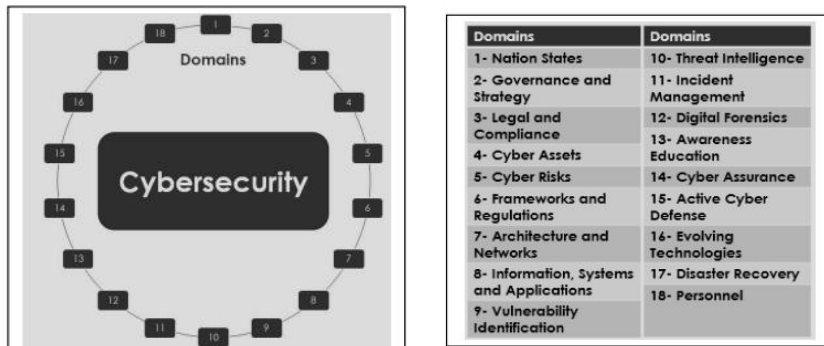 1
18
2
17
Domains
3
16
4
15
Cybersecurity
5
14
6
13
7
12
8
11
9
10
Domains
1- Nation States
2- Governance and
Strategy
3- Legal and
Compliance
4- Cyber Assets
5- Cyber Risks
6- Frameworks and
Regulations
7- Architecture and
Networks
8- Information, Systems
and Applications
9- Vulnerability
Identification
Domains
10- Threat Intelligence
11- Incident
Management
12- Digital Forensics
13- Awareness
Education
14- Cyber Assurance
15- Active Cyber
Defense
16- Evolving
Technologies
17- Disaster Recovery
18- Personnel